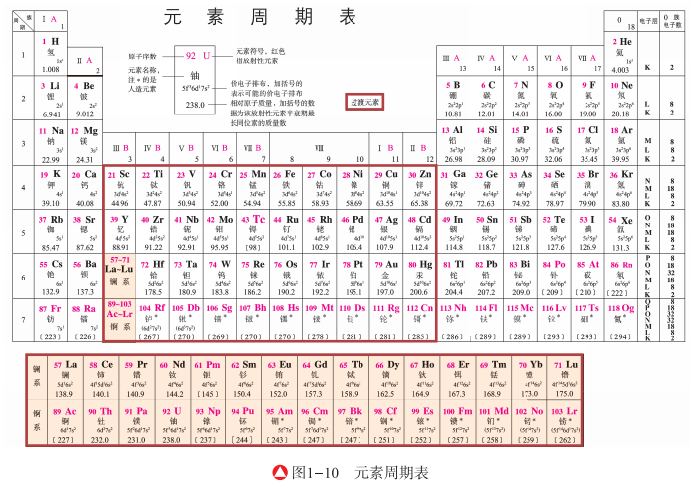 元素周期表
族
周期
I A
1
0
18
电子层
0 族
电子数
1
1 H
氢
1s¹
1.008
II A
2
原子序数
92 U
铀
5f³6d¹7s²
238.0
元素符号，红色
指放射性元素
元素名称，
注*的是
人造元素
价电子排布，加括号的
表示可能的价电子排布
相对原子质量，加括号的数
据为该放射性元素半衰期最
长同位素的质量数
过渡元素
III A
13
IV A
14
V A
15
VI A
16
VII A
17
2 He
氦
1s²
4.003
K
2
2
3 Li
锂
2s¹
6.941
4 Be
铍
2s²
9.012
5 B
硼
2s²2p¹
10.81
6 C
碳
2s²2p²
12.01
7 N
氮
2s²2p³
14.01
8 O
氧
2s²2p⁴
16.00
9 F
氟
2s²2p⁵
19.00
10 Ne
氖
2s²2p⁶
20.18
L 8
K 2
3
11 Na
钠
3s¹
22.99
12 Mg
镁
3s²
24.31
III B
3
IV B
4
V B
5
VI B
6
VII B
7
VIII
8
9
10
I B
11
II B
12
13 Al
铝
3s²3p¹
26.98
14 Si
硅
3s²3p²
28.09
15 P
磷
3s²3p³
30.97
16 S
硫
3s²3p⁴
32.06
17 Cl
氯
3s²3p⁵
35.45
18 Ar
氩
3s²3p⁶
39.95
M 8
L 8
K 2
4
19 K
钾
4s¹
39.10
20 Ca
钙
4s²
40.08
21 Sc
钪
3d¹4s²
44.96
22 Ti
钛
3d²4s²
47.87
23 V
钒
3d³4s²
50.94
24 Cr
铬
3d⁵4s¹
52.00
25 Mn
锰
3d⁵4s²
54.94
26 Fe
铁
3d⁶4s²
55.85
27 Co
钴
3d⁷4s²
58.93
28 Ni
镍
3d⁸4s²
58.69
29 Cu
铜
3d¹⁰4s¹
63.55
30 Zn
锌
3d¹⁰4s²
65.38
31 Ga
镓
4s²4p¹
69.72
32 Ge
锗
4s²4p²
72.63
33 As
砷
4s²4p³
74.92
34 Se
硒
4s²4p⁴
78.97
35 Br
溴
4s²4p⁵
79.90
36 Kr
氪
4s²4p⁶
83.80
N 8
M 18
L 8
K 2
5
37 Rb
铷
5s¹
85.47
38 Sr
锶
5s²
87.62
39 Y
钇
4d¹5s²
88.91
40 Zr
锆
4d²5s²
91.22
41 Nb
铌
4d⁴5s¹
92.91
42 Mo
钼
4d⁵5s¹
95.95
43 Tc
锝
4d⁵5s²
〔98〕
44 Ru
钌
4d⁷5s¹
101.1
45 Rh
铑
4d⁸5s¹
102.9
46 Pd
钯
4d¹⁰
106.4
47 Ag
银
4d¹⁰5s¹
107.9
48 Cd
镉
4d¹⁰5s²
112.4
49 In
铟
5s²5p¹
114.8
50 Sn
锡
5s²5p²
118.7
51 Sb
锑
5s²5p³
121.8
52 Te
碲
5s²5p⁴
127.6
53 I
碘
5s²5p⁵
126.9
54 Xe
氙
5s²5p⁶
131.3
O 8
N 18
M 18
L 8
K 2
6
55 Cs
铯
6s¹
132.9
56 Ba
钡
6s²
137.3
57–71
La–Lu
镧系
72 Hf
铪
5d²6s²
178.5
73 Ta
钽
5d³6s²
180.9
74 W
钨
5d⁴6s²
183.8
75 Re
铼
5d⁵6s²
186.2
76 Os
锇
5d⁶6s²
190.2
77 Ir
铱
5d⁷6s²
192.2
78 Pt
铂
5d⁹6s¹
195.1
79 Au
金
5d¹⁰6s¹
197.0
80 Hg
汞
5d¹⁰6s²
200.6
81 Tl
铊
6s²6p¹
204.4
82 Pb
铅
6s²6p²
207.2
83 Bi
铋
6s²6p³
209.0
84 Po
钋
6s²6p⁴
〔209〕
85 At
砹
6s²6p⁵
〔210〕
86 Rn
氡
6s²6p⁶
〔222〕
P 8
O 18
N 32
M 18
L 8
K 2
7
87 Fr
钫
7s¹
〔223〕
88 Ra
镭
7s²
〔226〕
89–103
Ac–Lr
锕系
104 Rf
𬬻*
(6d²7s²)
〔267〕
105 Db
𬭊*
(6d³7s²)
〔270〕
106 Sg
𬭳*
〔269〕
107 Bh
𬭛*
〔270〕
108 Hs
𬭶*
〔270〕
109 Mt
鿏*
〔278〕
110 Ds
𫟼*
〔281〕
111 Rg
𬬭*
〔281〕
112 Cn
鿔*
〔285〕
113 Nh
鿭*
〔286〕
114 Fl
𫓧*
〔289〕
115 Mc
镆*
〔289〕
116 Lv
𫟷*
〔293〕
117 Ts
鿬*
〔293〕
118 Og
鿫*
〔294〕
Q 8
P 18
O 32
N 32
M 18
L 8
K 2
镧系
57 La
镧
5d¹6s²
138.9
58 Ce
铈
4f¹5d¹6s²
140.1
59 Pr
镨
4f³6s²
140.9
60 Nd
钕
4f⁴6s²
144.2
61 Pm
钷
4f⁵6s²
〔145〕
62 Sm
钐
4f⁶6s²
150.4
63 Eu
铕
4f⁷6s²
152.0
64 Gd
钆
4f⁷5d¹6s²
157.3
65 Tb
铽
4f⁹6s²
158.9
66 Dy
镝
4f¹⁰6s²
162.5
67 Ho
钬
4f¹¹6s²
164.9
68 Er
铒
4f¹²6s²
167.3
69 Tm
铥
4f¹³6s²
168.9
70 Yb
镱
4f¹⁴6s²
173.0
71 Lu
镥
4f¹⁴5d¹6s²
175.0
锕系
89 Ac
锕
6d¹7s²
〔227〕
90 Th
钍
6d²7s²
232.0
91 Pa
镤
5f²6d¹7s²
231.0
92 U
铀
5f³6d¹7s²
238.0
93 Np
镎
5f⁴6d¹7s²
〔237〕
94 Pu
钚
5f⁶7s²
〔244〕
95 Am
镅*
5f⁷7s²
〔243〕
96 Cm
锔*
5f⁷6d¹7s²
〔247〕
97 Bk
锫*
5f⁹7s²
〔247〕
98 Cf
锎*
5f¹⁰7s²
〔251〕
99 Es
锿*
5f¹¹7s²
〔252〕
100 Fm
镄*
5f¹²7s²
〔257〕
101 Md
钔*
(5f¹³7s²)
〔258〕
102 No
锘*
(5f¹⁴7s²)
〔259〕
103 Lr
铹*
(5f¹⁴6d¹7s²)
〔262〕
图1-10 元素周期表